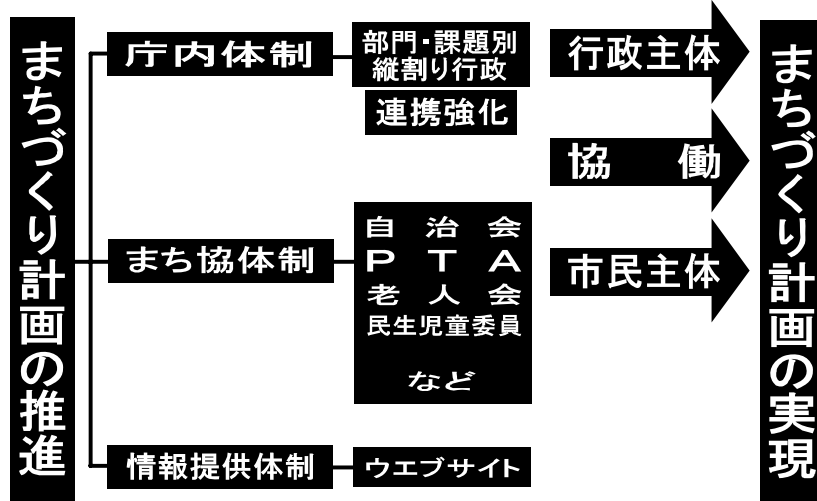 まちづくり計画の推進
庁内体制
部門・課題別
縦割り行政
連携強化
まち協体制
自治会
PTA
老人会
民生児童委員
など
情報提供体制
ウエブサイト
行政主体
協働
市民主体
まちづくり計画の実現